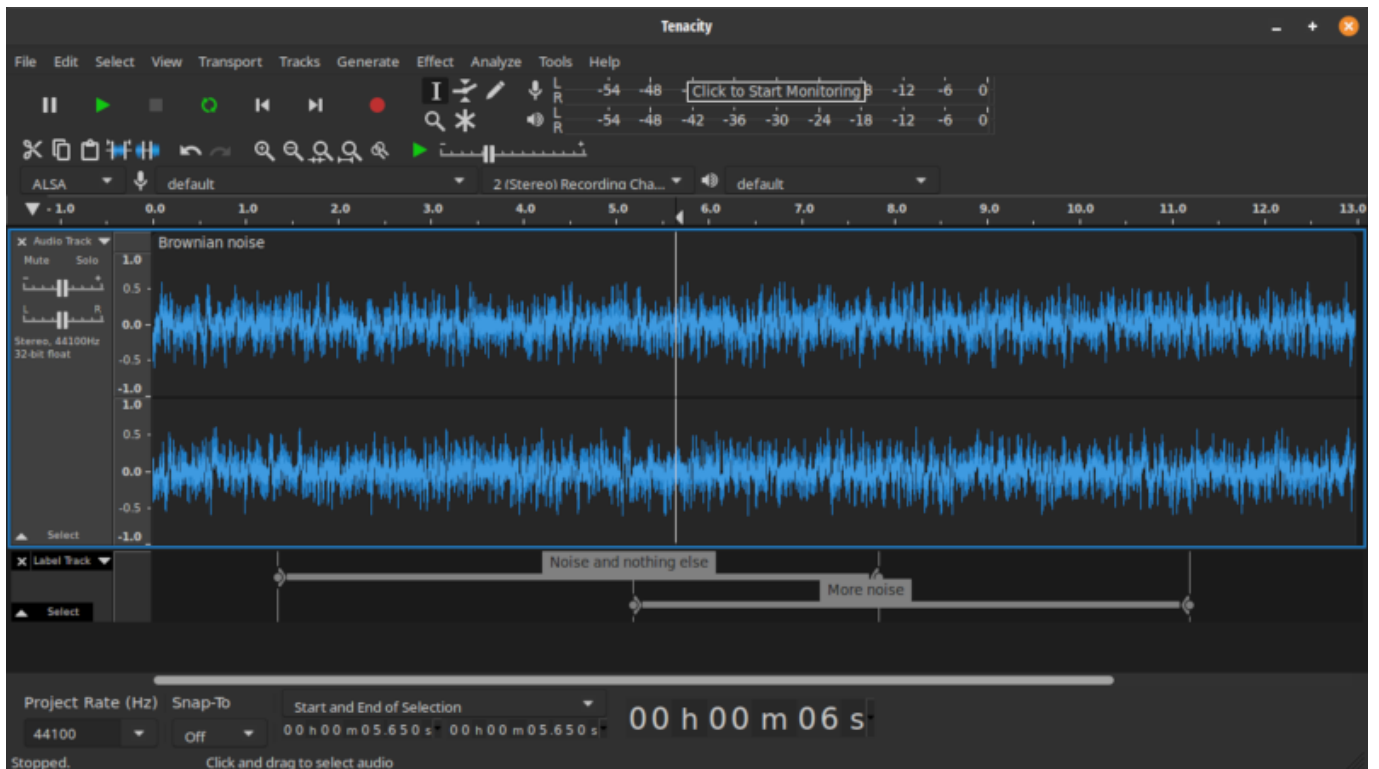 Tenacity
File Edit Select View Transport Tracks Generate Effect Analyze Tools Help
L -54 -48 -4 Click to Start Monitoring 8 -12 -6 0
R
L -54 -48 -42 -36 -30 -24 -18 -12 -6 0
R
ALSA default 2 (Stereo) Recording Cha... default
- 1.0 0.0 1.0 2.0 3.0 4.0 5.0 6.0 7.0 8.0 9.0 10.0 11.0 12.0 13.0
Audio Track Brownian noise
Mute Solo 1.0
- + 0.5
L R 0.0
Stereo, 44100Hz
32-bit float -0.5
-1.0
1.0
0.5
0.0
-0.5
Select -1.0
Label Track Noise and nothing else
More noise
Select
Project Rate (Hz) Snap-To Start and End of Selection
44100 Off 00 h 00 m 05.650 s 00 h 00 m 05.650 s 00 h 00 m 06 s
Stopped. Click and drag to select audio